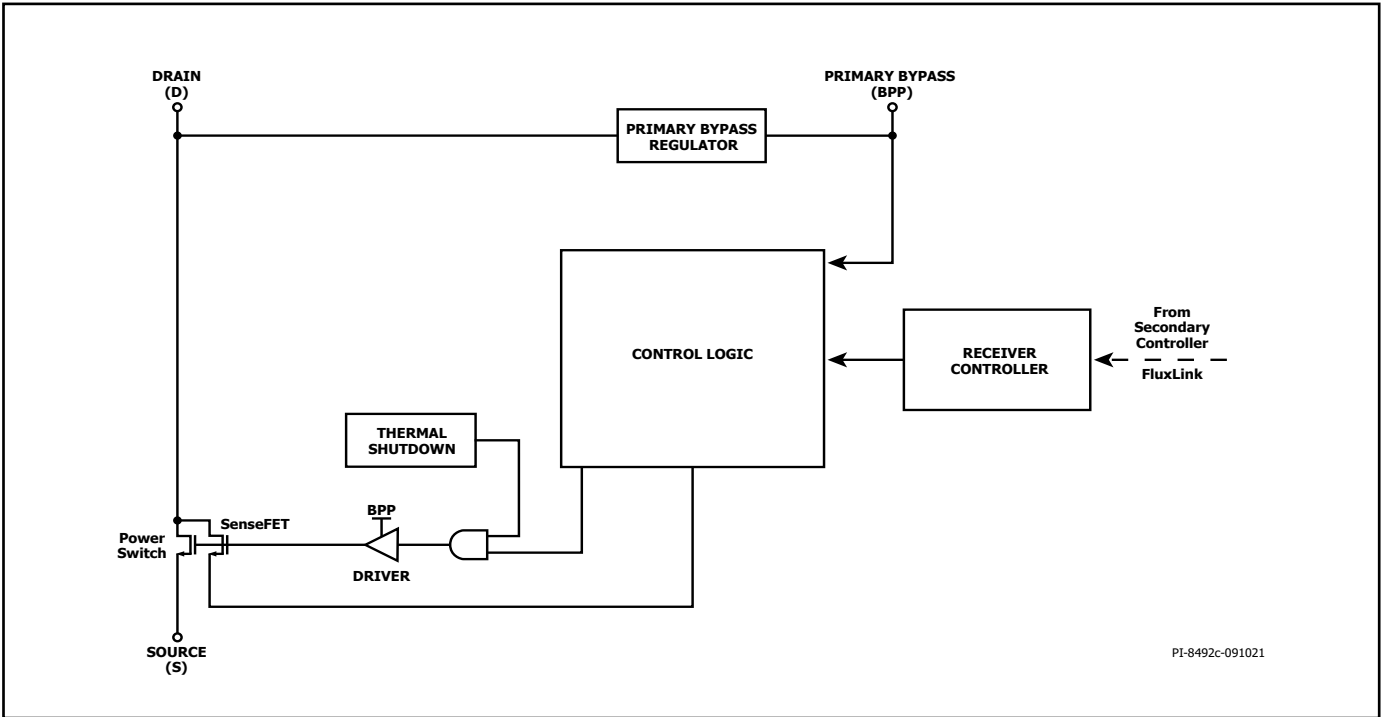 DRAIN
(D)
PRIMARY BYPASS
(BPP)
PRIMARY BYPASS
REGULATOR
CONTROL LOGIC
RECEIVER
CONTROLLER
From
Secondary
Controller
FluxLink
THERMAL
SHUTDOWN
BPP
SenseFET
Power
Switch
DRIVER
SOURCE
(S)
PI-8492c-091021